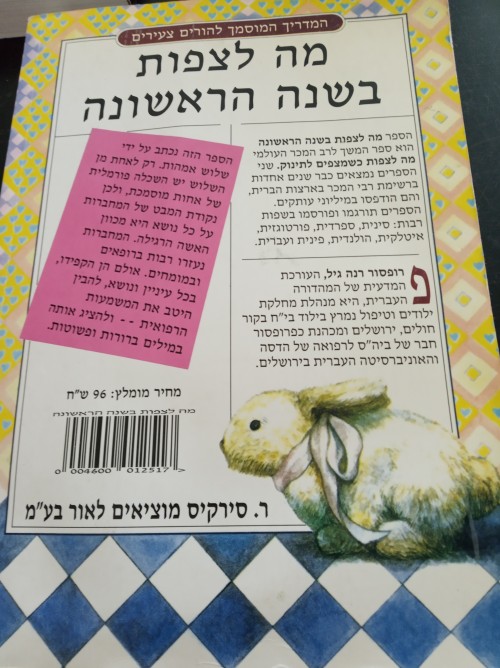 המדריך המוסמך להורים צעירים
מה לצפות
בשנה הראשונה
הספר מה לצפות בשנה הראשונה
הוא ספר המשך לרב המכר העולמי
מה לצפות כשמצפים לתינוק. שני
הספרים נמצאים כבר שנים אחדות
ברשימת רבי המכר בארצות הברית,
והם הודפסו במיליוני עותקים.
הספרים תורגמו ופורסמו בשפות
רבות: סינית, ספרדית, פורטוגזית,
איטלקית, הולנדית, פינית ועברית.
פרופסור רנה גיל, העורכת
המדעית של המהדורה
העברית, היא מנהלת מחלקת
ילודים וטיפול נמרץ בילוד בי"ח בקור
חולים, ירושלים ומכהנת כפרופסור
חבר של ביה"ס לרפואה של הדסה
והאוניברסיטה העברית בירושלים.
הספר הזה נכתב על ידי
שלוש אמהות. רק לאחת מן
השלוש יש השכלה פורמלית
של אחות מוסמכת, ולכן
נקודת המבט של המחברות
על כל נושא היא מכוון
האשה הרגילה. המחברות
נעזרו רבות ברופאים
ובמומחים. אולם הן הקפידו,
בכל עיניין ונושא, להבין
היטב את המשמעות
הרפואית -- ולהציג אותה
במילים ברורות ופשוטות.
מחיר מומלץ: 96 ש"ח
מה לצפות בשנה הראשונה
0 004600 012517 >
ר. סירקיס מוציאים לאור בע"מ